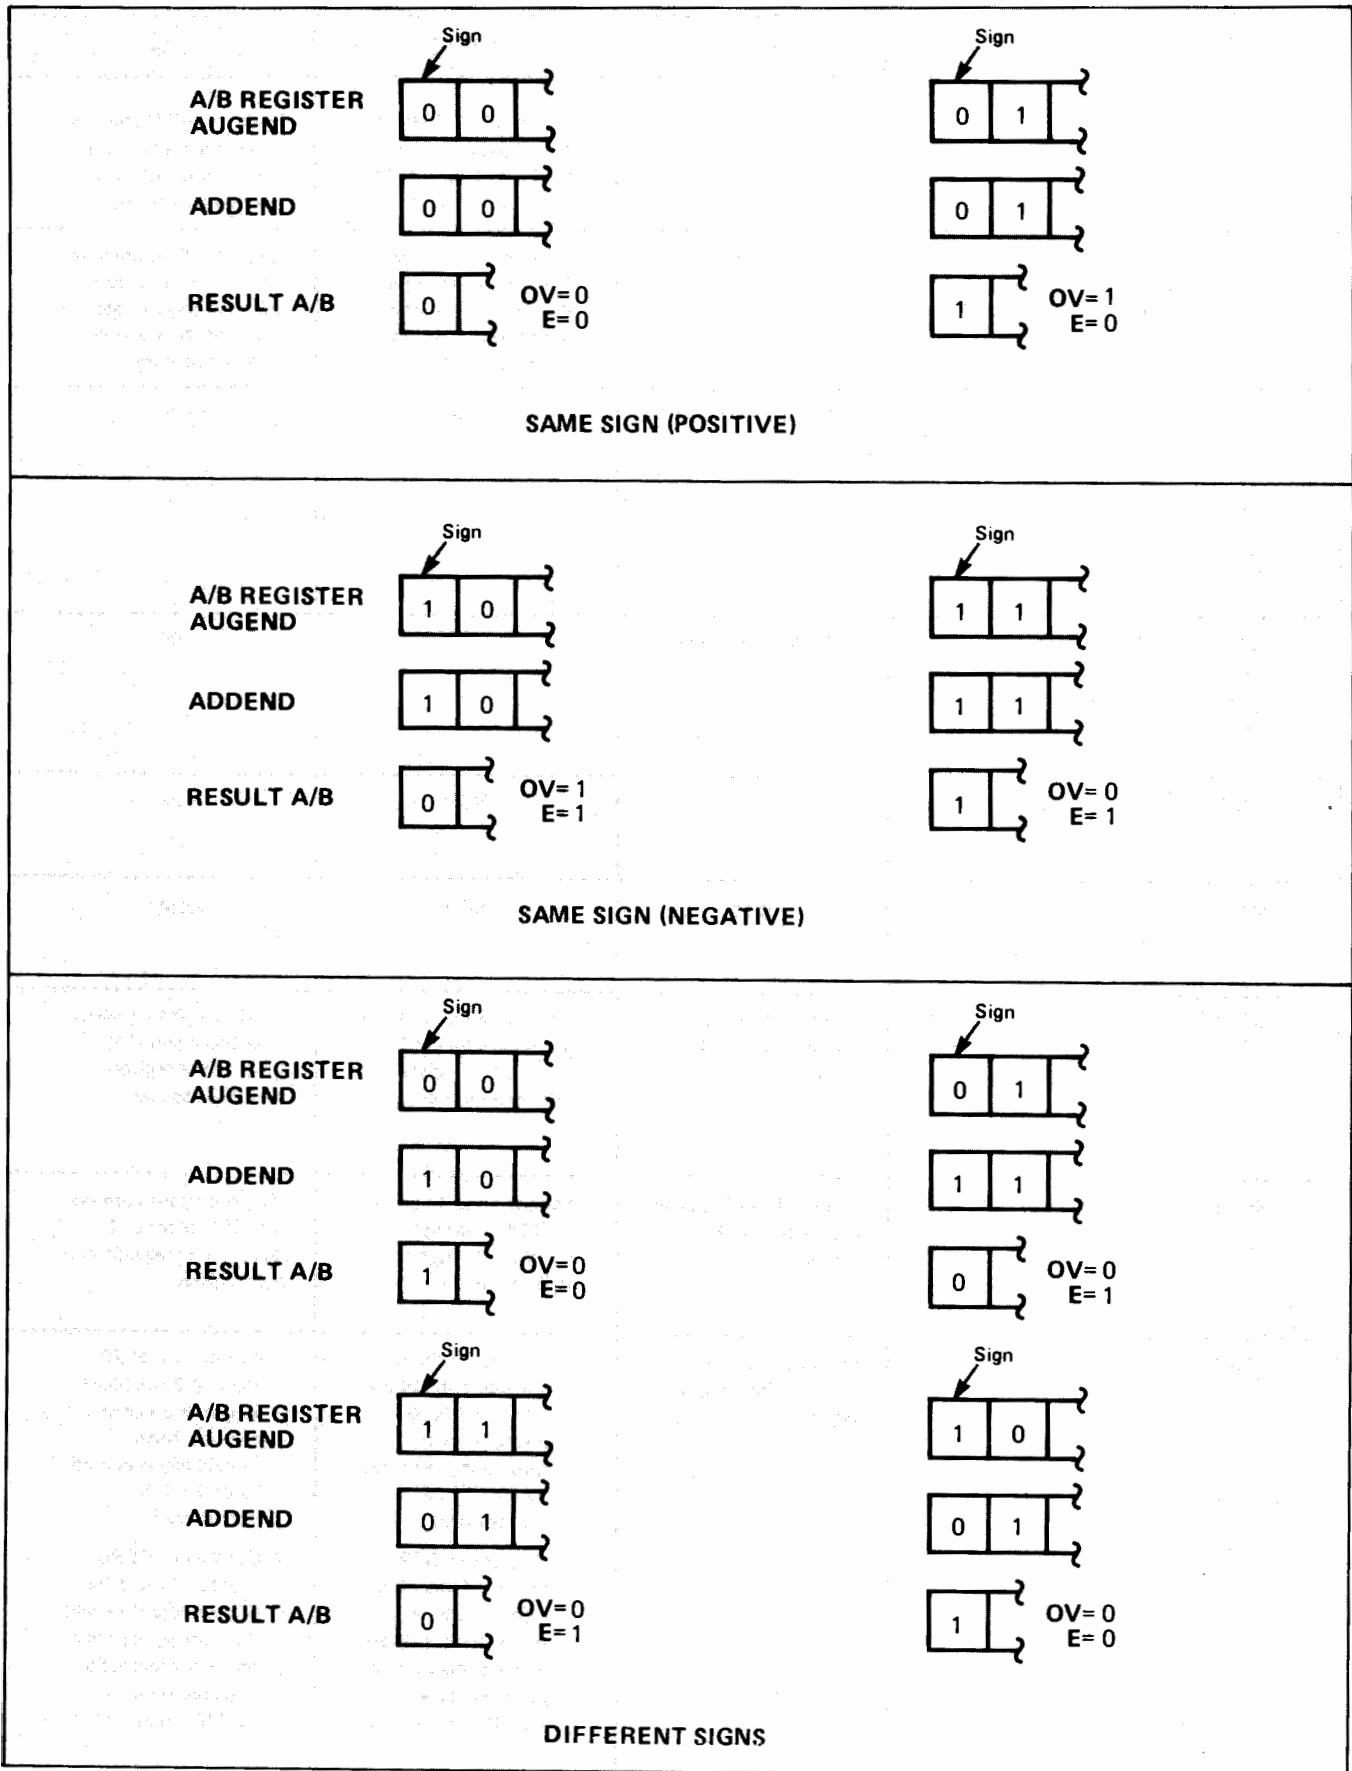 Sign Sign
A/B REGISTER
AUGEND 0 0 0 1
ADDEND 0 0 0 1
RESULT A/B 0 OV= 0 1 OV= 1
E= 0 E= 0
SAME SIGN (POSITIVE)
Sign Sign
A/B REGISTER
AUGEND 1 0 1 1
ADDEND 1 0 1 1
RESULT A/B 0 OV= 1 1 OV= 0
E= 1 E= 1
SAME SIGN (NEGATIVE)
Sign Sign
A/B REGISTER
AUGEND 0 0 0 1
ADDEND 1 0 1 1
RESULT A/B 1 OV= 0 0 OV= 0
E= 0 E= 1
Sign Sign
A/B REGISTER
AUGEND 1 1 1 0
ADDEND 0 1 0 1
RESULT A/B 0 OV= 0 1 OV= 0
E= 1 E= 0
DIFFERENT SIGNS